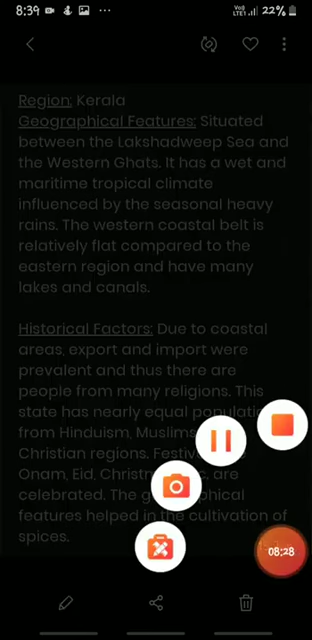 8:39
Vo)) LTE1 22%
Region: Kerala
Geographical Features: Situated
between the Lakshadweep Sea and
the Western Ghats. It has a wet and
maritime tropical climate
influenced by the seasonal heavy
rains. The western coastal belt is
relatively flat compared to the
eastern region and have many
lakes and canals.
Historical Factors: Due to coastal
areas, export and import were
prevalent and thus there are
people from many religions. This
state has nearly equal
from Hinduism, Muslims
Christian regions.
Onam, Eid, are
celebrated. The
features helped in the cultivation of
spices.
08:28